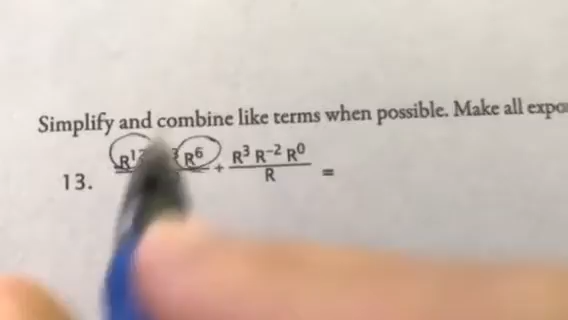 Simplify and combine like terms when possible. Make all
13. R⁶ + R³ R⁻² R⁰ =
R